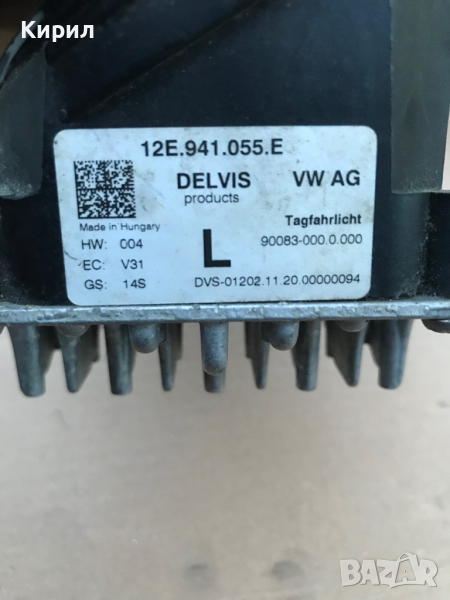 Кирил
12E.941.055.E
DELVIS VW AG
products
Made in Hungary
Tagfahrlicht
HW: 004
L
90083-000.0.000
EC: V31
GS: 14S
DVS-01202.11.20.00000094
BAZAR